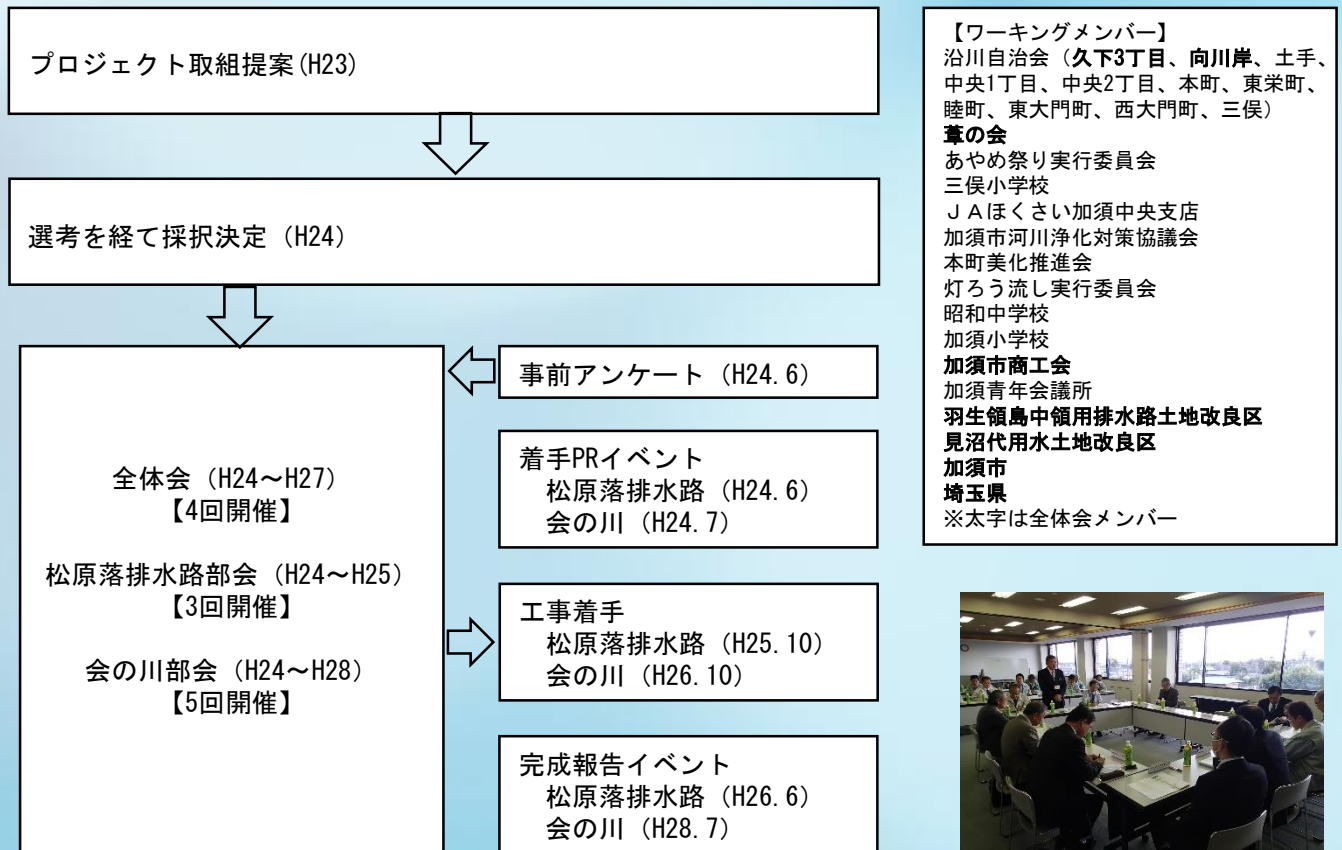 プロジェクト取組提案(H23)
選考を経て採択決定（H24）
全体会（H24～H27）
【4回開催】
松原落排水路部会（H24～H25）
【3回開催】
会の川部会（H24～H28）
【5回開催】
事前アンケート（H24.6）
着手PRイベント
松原落排水路（H24.6）
会の川（H24.7）
工事着手
松原落排水路（H25.10）
会の川（H26.10）
完成報告イベント
松原落排水路（H26.6）
会の川（H28.7）
【ワーキングメンバー】
沿川自治会（久下3丁目、向川岸、土手、
中央1丁目、中央2丁目、本町、東栄町、
睦町、東大門町、西大門町、三俣）
葦の会
あやめ祭り実行委員会
三俣小学校
ＪＡほくさい加須中央支店
加須市河川浄化対策協議会
本町美化推進会
灯ろう流し実行委員会
昭和中学校
加須小学校
加須市商工会
加須青年会議所
羽生領島中領用排水路土地改良区
見沼代用水土地改良区
加須市
埼玉県
※太字は全体会メンバー